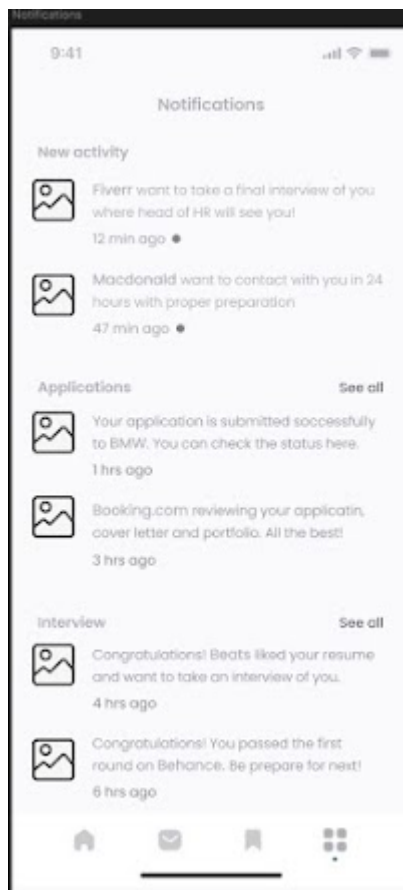 Notifications
9:41
Notifications
New activity
Fiverr want to take a final interview of you
where head of HR will see you!
12 min ago
Macdonald want to contact with you in 24
hours with proper preparation
47 min ago
Applications See all
Your application is submitted soccessfully
to BMW. You can check the status here.
1 hrs ago
Booking.com reviewing your applicatin,
cover letter and portfolio. All the best!
3 hrs ago
Interview See all
Congratulations! Beats liked your resume
and want to take an interview of you.
4 hrs ago
Congratulations! You passed the first
round on Behance. Be prepare for next!
6 hrs ago